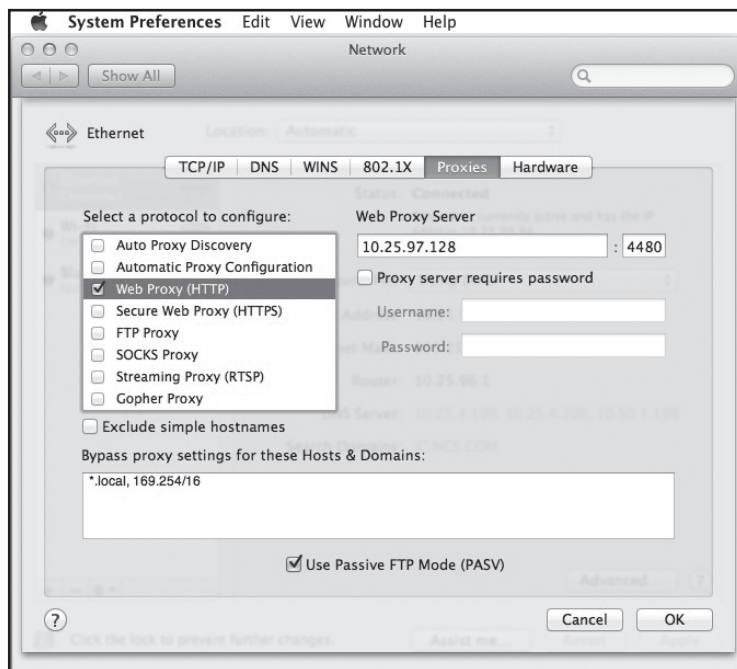 System Preferences Edit View Window Help
Network
Show All
Ethernet
Location: Automatic
TCP/IP DNS WINS 802.1X Proxies Hardware
Status: Connected
Select a protocol to configure:
Web Proxy Server
Auto Proxy Discovery
10.25.97.128 : 4480
Automatic Proxy Configuration
Proxy server requires password
Web Proxy (HTTP)
Secure Web Proxy (HTTPS)
Username:
FTP Proxy
SOCKS Proxy
Password:
Streaming Proxy (RTSP)
Router: 10.25.96.1
Gopher Proxy
Exclude simple hostnames
Search Domains:
Bypass proxy settings for these Hosts & Domains:
*.local, 169.254/16
Use Passive FTP Mode (PASV)
Advanced... ?
? Cancel OK
Click the lock to prevent further changes. Assist me... Revert Apply